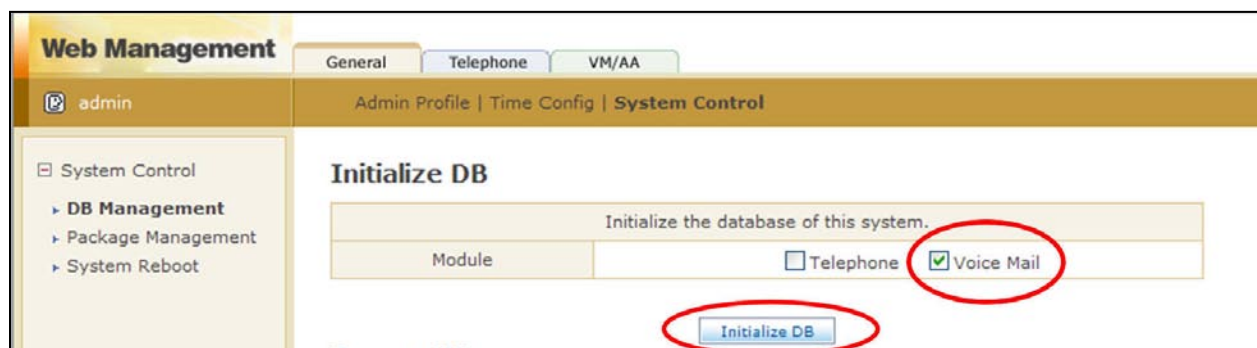 Web Management
General Telephone VM/AA
admin
Admin Profile | Time Config | System Control
System Control
DB Management
Package Management
System Reboot
Initialize DB
Initialize the database of this system.
Module Telephone Voice Mail
Initialize DB